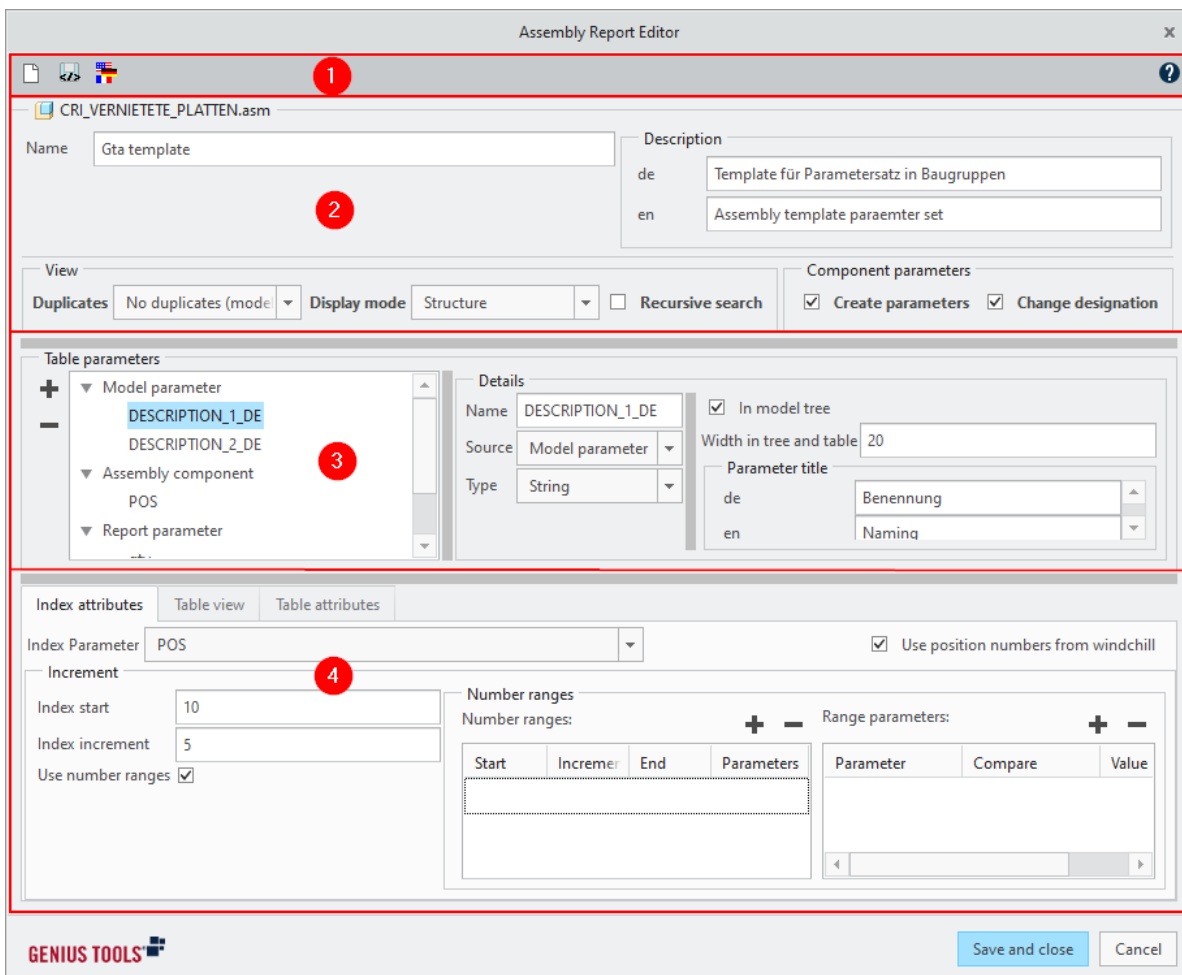 Assembly Report Editor x
</> 1 ?
CRI_VERNIETETE_PLATTEN.asm
Name Gta template
Description
de Template für Parametersatz in Baugruppen
en Assembly template paraemter set
2
View
Duplicates No duplicates (model Display mode Structure Recursive search
Component parameters
Create parameters Change designation
Table parameters
Model parameter
DESCRIPTION_1_DE
DESCRIPTION_2_DE
Assembly component
POS
Report parameter
3
Details
Name DESCRIPTION_1_DE
Source Model parameter
Type String
In model tree
Width in tree and table 20
Parameter title
de Benennung
en Naming
Index attributes Table view Table attributes
Index Parameter POS Use position numbers from windchill
4
Increment
Index start 10
Index increment 5
Use number ranges
Number ranges
Number ranges:
Start Incremer End Parameters
Range parameters:
Parameter Compare Value
GENIUS TOOLS
Save and close Cancel